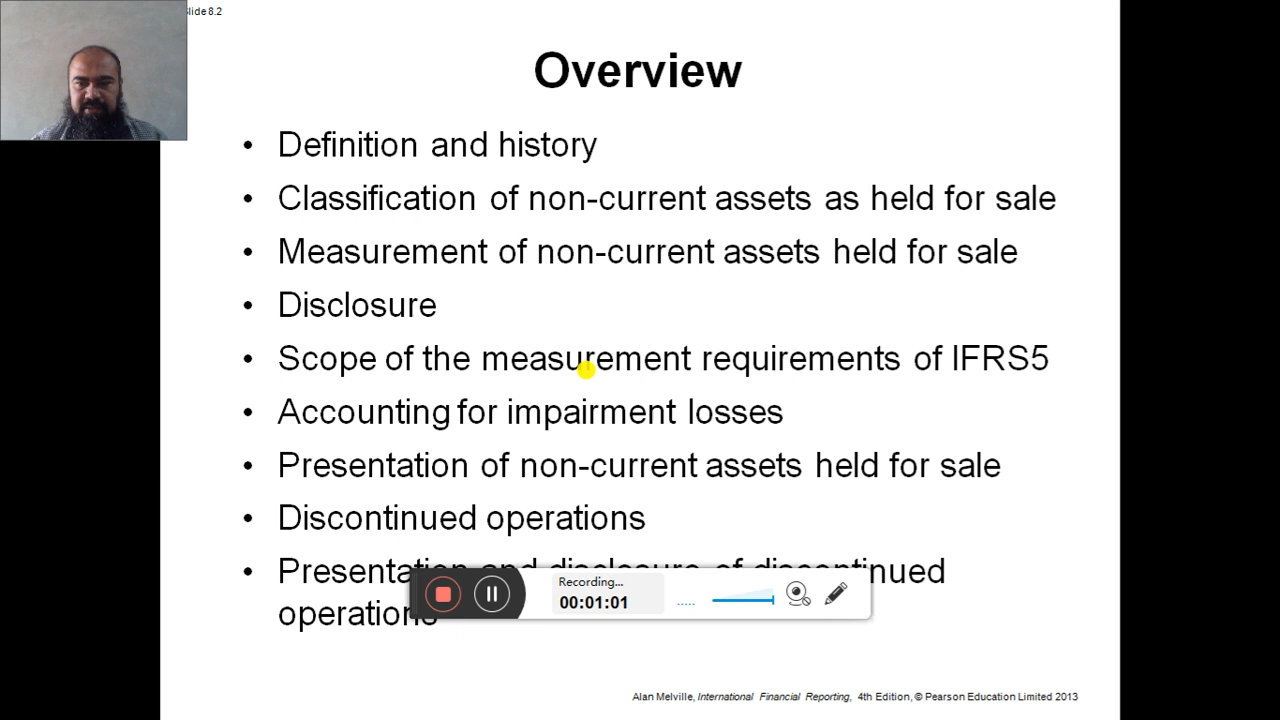 lide 8.2
Overview
• Definition and history
• Classification of non-current assets as held for sale
• Measurement of non-current assets held for sale
• Disclosure
• Scope of the measurement requirements of IFRS5
• Accounting for impairment losses
• Presentation of non-current assets held for sale
• Discontinued operations
• Presentation and disclosure of discontinued
operations
Recording...
00:01:01
Alan Melville, International Financial Reporting, 4th Edition, © Pearson Education Limited 2013